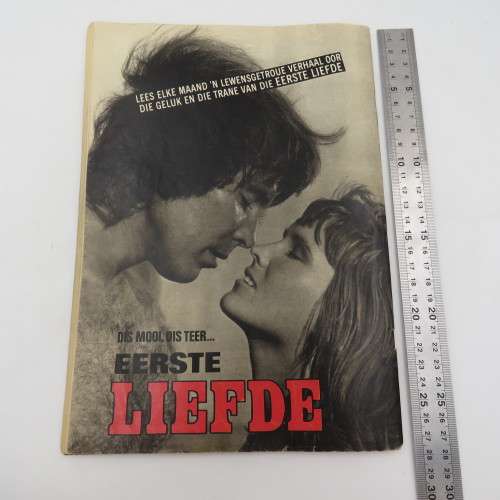 LEES ELKE MAAND 'N LEWENSGETROUE VERHAAL OOR
DIE GELUK EN DIE TRANE VAN DIE EERSTE LIEFDE
DIS MOOI, DIS TEER...
EERSTE
LIEFDE